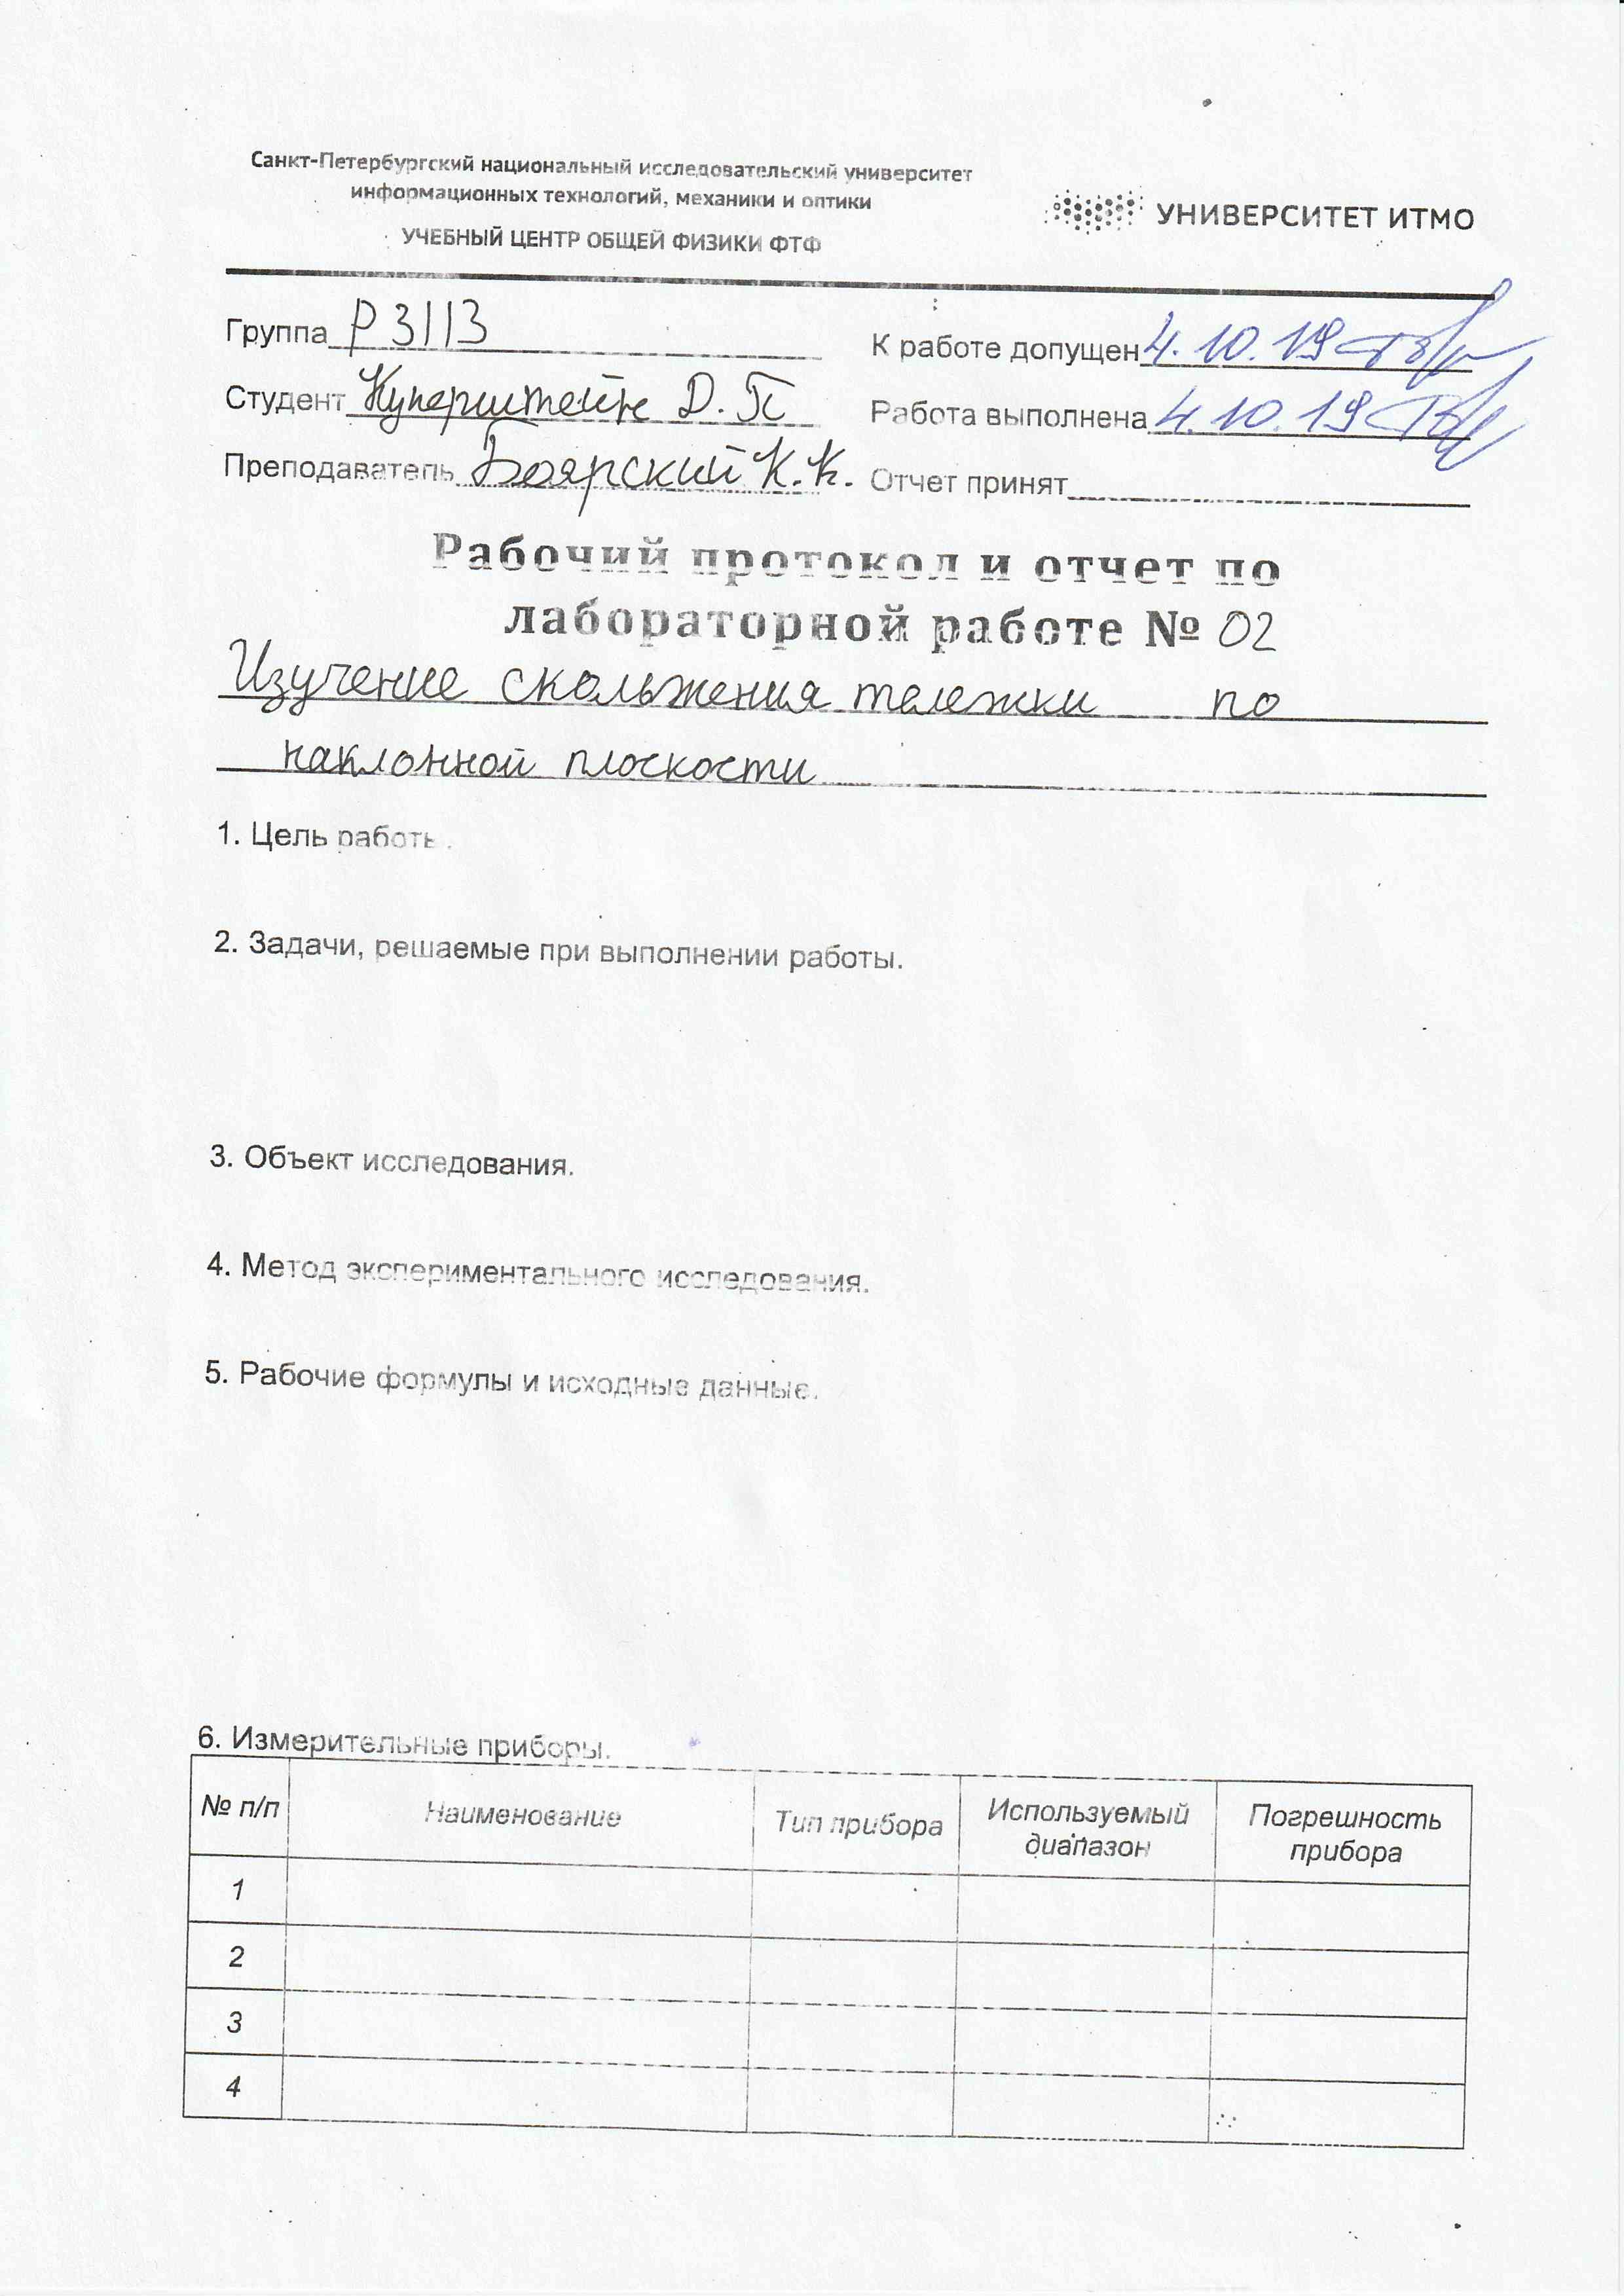 Санкт-Петербургский национальный исследовательский университет
информационных технологий, механики и оптики
УЧЕБНЫЙ ЦЕНТР ОБЩЕЙ ФИЗИКИ ФТФ
УНИВЕРСИТЕТ ИТМО
Группа P3113
К работе допущен 4.10.19
Студент Куперштейн Д.П
Работа выполнена 4.10.19
Преподаватель Боярский К.К.
Отчет принят
Рабочий протокол и отчет по
лабораторной работе № 02
Изучение скольжения тележки по
наклонной плоскости
1. Цель работы.
2. Задачи, решаемые при выполнении работы.
3. Объект исследования.
4. Метод экспериментального исследования.
5. Рабочие формулы и исходные данные.
6. Измерительные приборы.
№ п/п Наименование Тип прибора Используемый диапазон Погрешность прибора
1
2
3
4